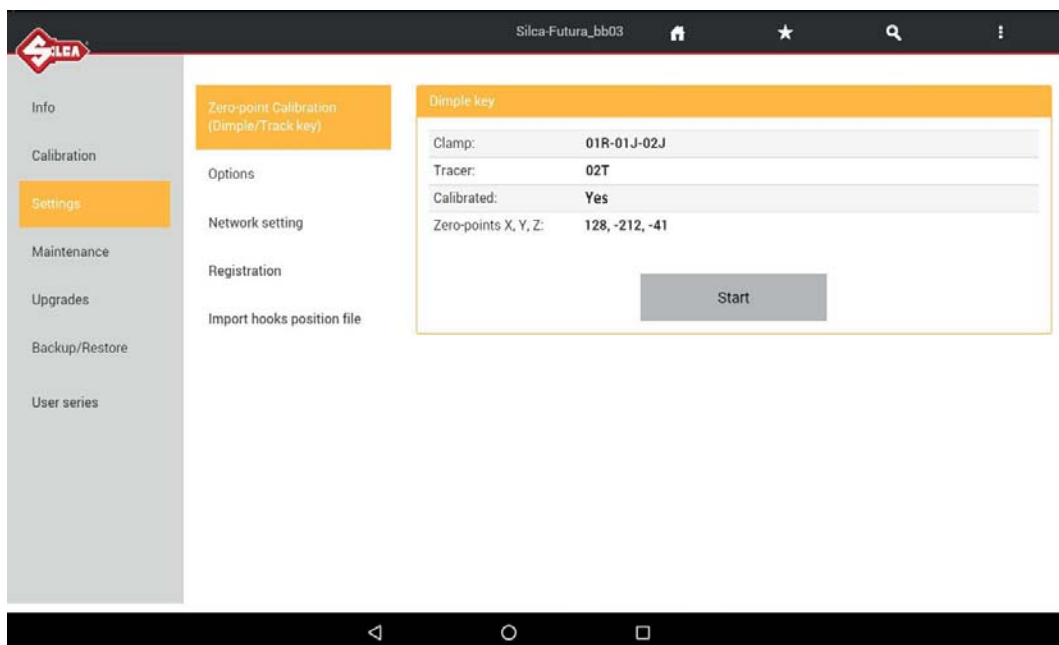 Silca-Futura_bb03
SILCA
Info
Calibration
Settings
Maintenance
Upgrades
Backup/Restore
User series
Zero-point Calibration
(Dimple/Track key)
Options
Network setting
Registration
Import hooks position file
Dimple key
Clamp: 01R-01J-02J
Tracer: 02T
Calibrated: Yes
Zero-points X, Y, Z: 128, -212, -41
Start